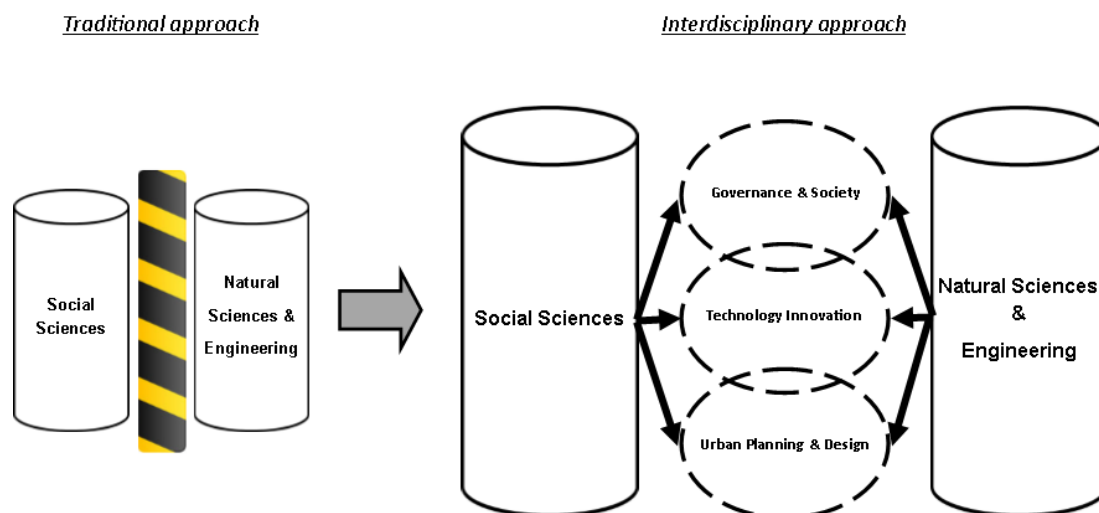 Traditional approach
Interdisciplinary approach
Social
Sciences
Natural
Sciences &
Engineering
Social Sciences
Governance & Society
Technology Innovation
Urban Planning & Design
Natural Sciences
&
Engineering